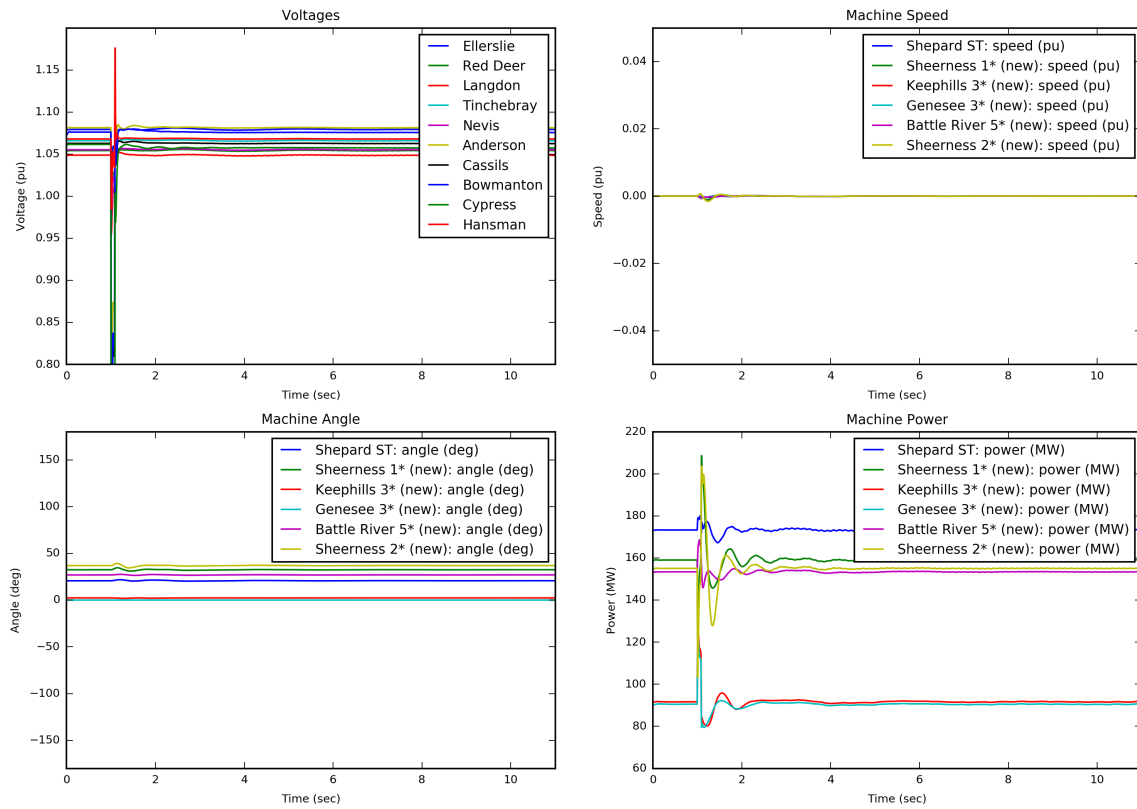 Voltages
1.15
1.10
1.05
1.00
0.95
0.90
0.85
0.80
Voltage (pu)
0 2 4 6 8 10
Time (sec)
Ellerslie
Red Deer
Langdon
Tinchebray
Nevis
Anderson
Cassils
Bowmanton
Cypress
Hansman
Machine Speed
0.04
0.02
0.00
−0.02
−0.04
Speed (pu)
0 2 4 6 8 10
Time (sec)
Shepard ST: speed (pu)
Sheerness 1* (new): speed (pu)
Keephills 3* (new): speed (pu)
Genesee 3* (new): speed (pu)
Battle River 5* (new): speed (pu)
Sheerness 2* (new): speed (pu)
Machine Angle
150
100
50
0
−50
−100
−150
Angle (deg)
0 2 4 6 8 10
Time (sec)
Shepard ST: angle (deg)
Sheerness 1* (new): angle (deg)
Keephills 3* (new): angle (deg)
Genesee 3* (new): angle (deg)
Battle River 5* (new): angle (deg)
Sheerness 2* (new): angle (deg)
Machine Power
220
200
180
160
140
120
100
80
60
Power (MW)
0 2 4 6 8 10
Time (sec)
Shepard ST: power (MW)
Sheerness 1* (new): power (MW)
Keephills 3* (new): power (MW)
Genesee 3* (new): power (MW)
Battle River 5* (new): power (MW)
Sheerness 2* (new): power (MW)